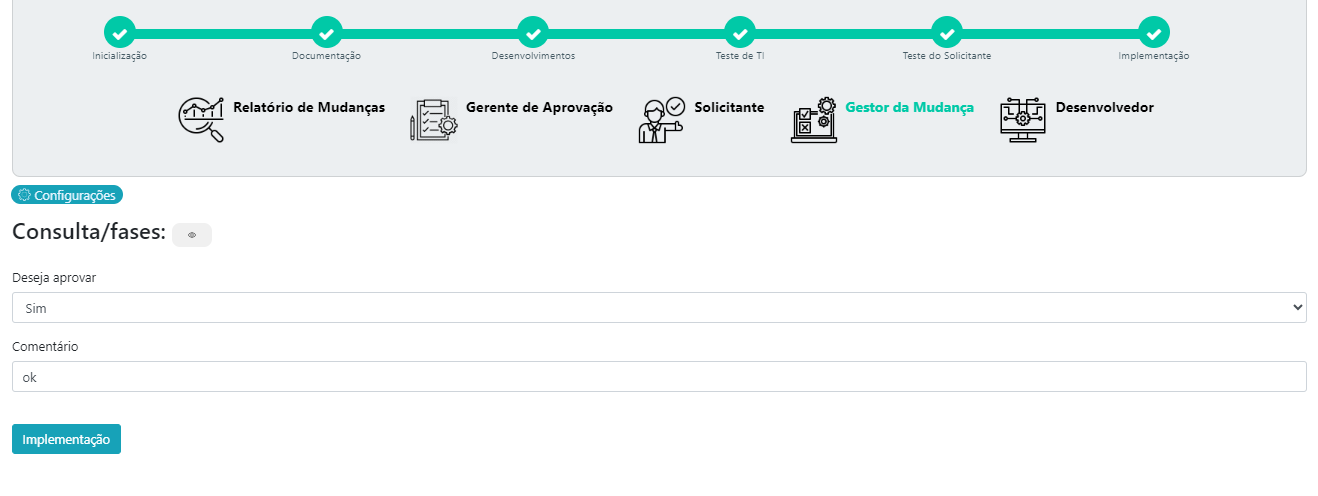 Inicialização Documentação Desenvolvimentos Teste de TI Teste do Solicitante Implementação
Relatório de Mudanças Gerente de Aprovação Solicitante Gestor da Mudança Desenvolvedor
Configurações
Consulta/fases:
Deseja aprovar
Sim
Comentário
ok
Implementação